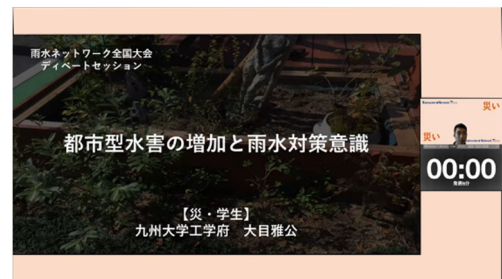 雨水ネットワーク全国大会
ディベートセッション
都市型水害の増加と雨水対策意識
【災・学生】
九州大学工学府　大目雅公
災い
災い
00:00